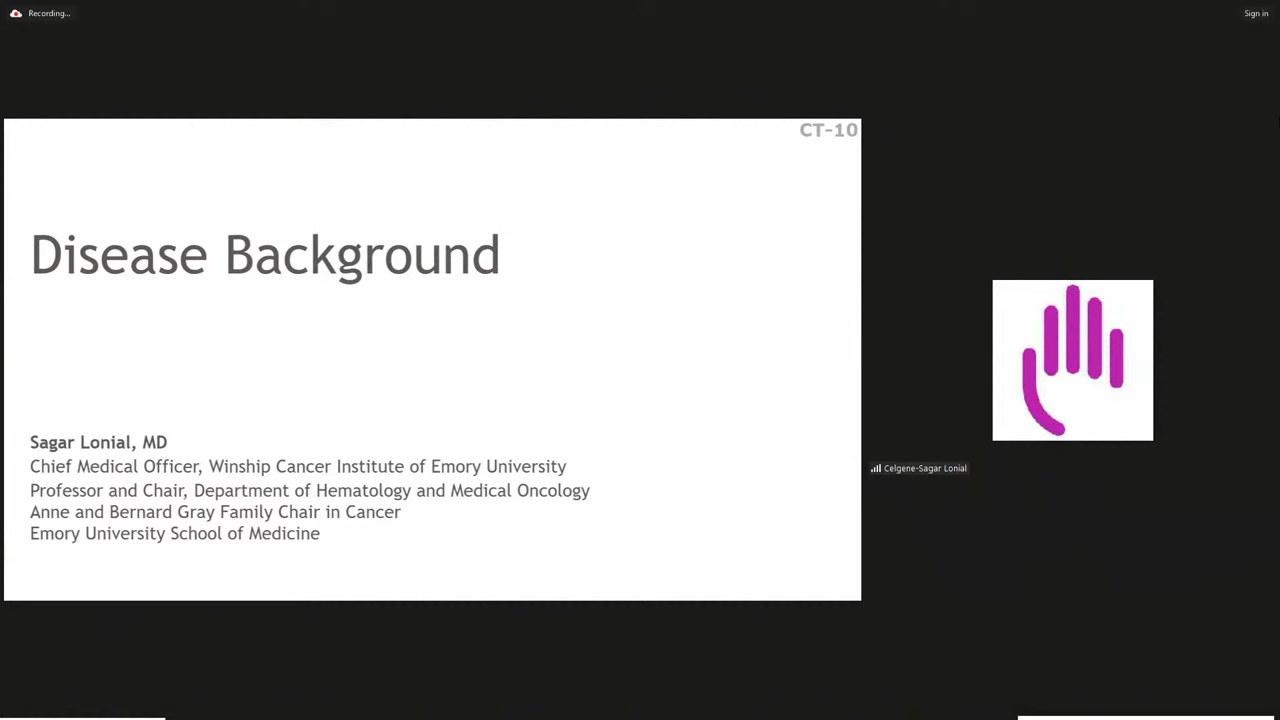 Recording...
Sign in
CT-10
Disease Background
Sagar Lonial, MD
Chief Medical Officer, Winship Cancer Institute of Emory University
Professor and Chair, Department of Hematology and Medical Oncology
Anne and Bernard Gray Family Chair in Cancer
Emory University School of Medicine
Celgene-Sagar Lonial